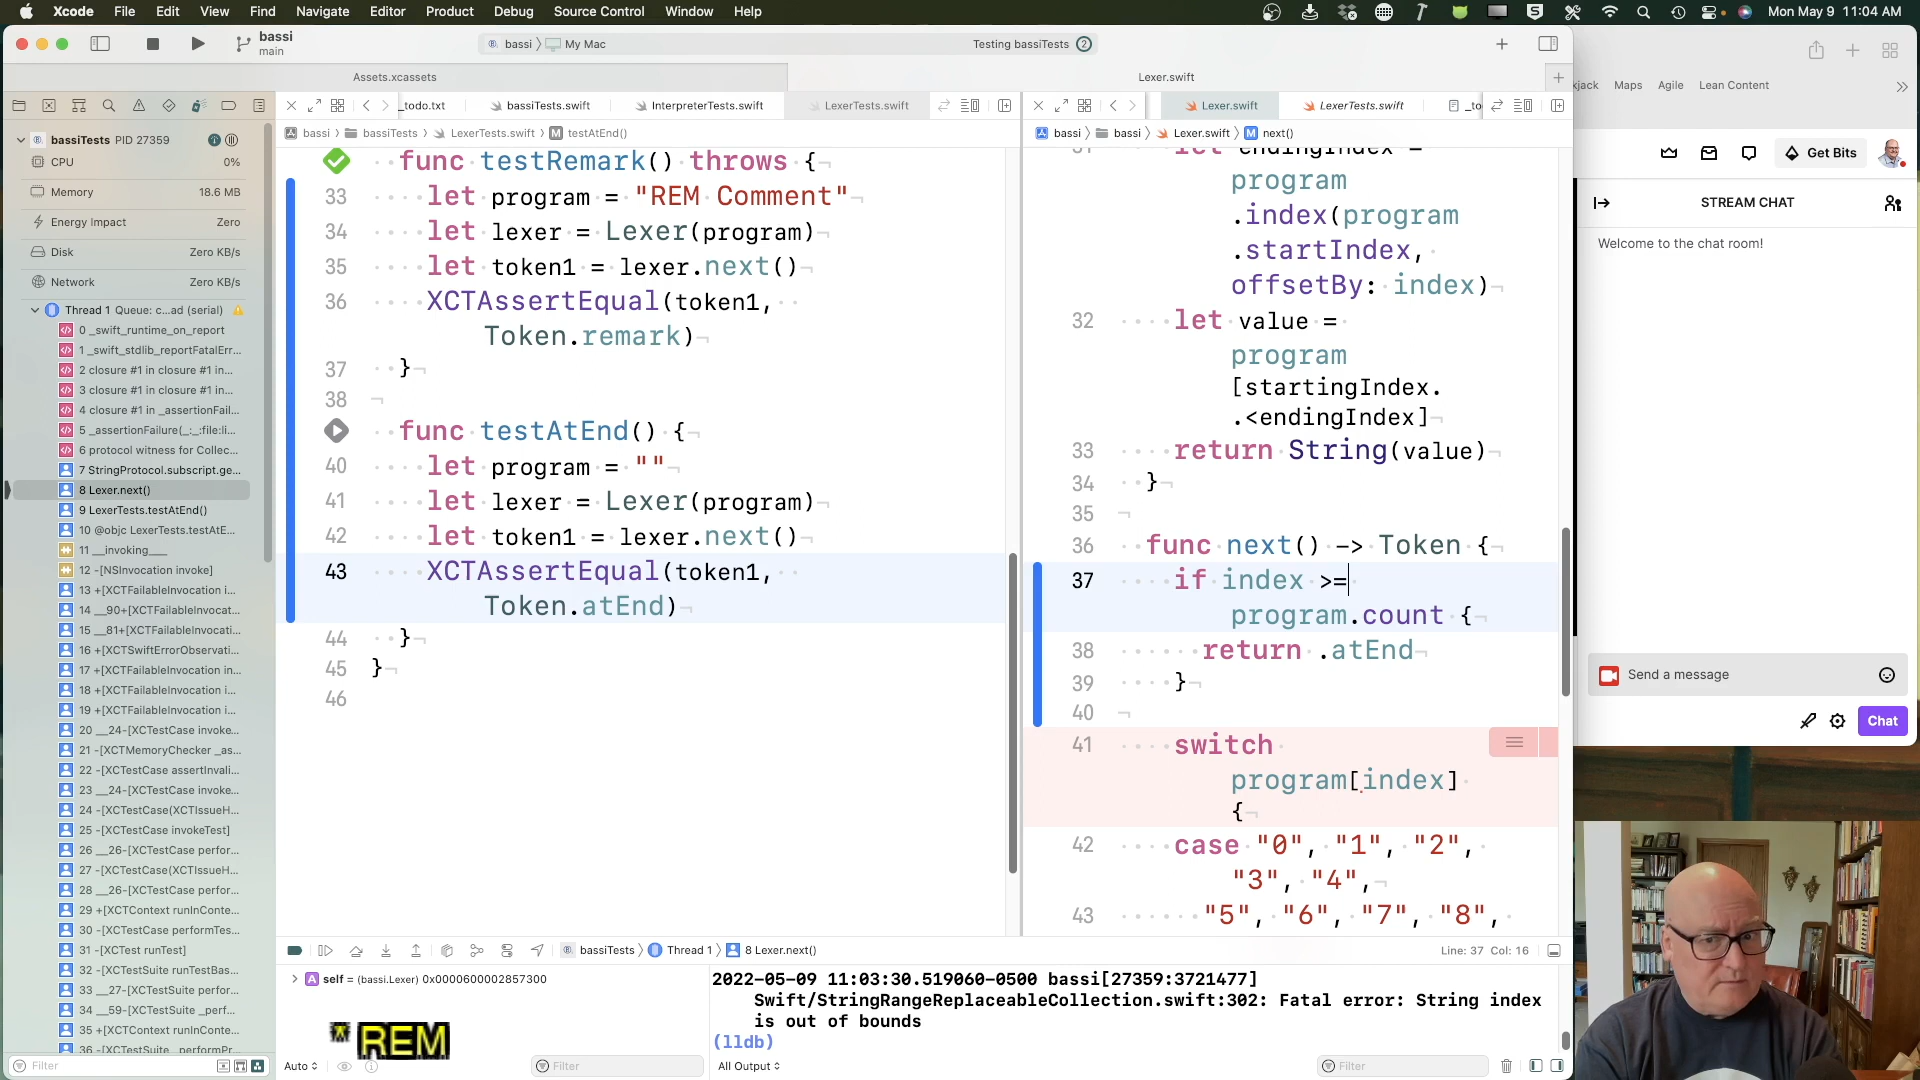 Xcode File Edit View Find Navigate Editor Product Debug Source Control Window Help
Mon May 9 11:04 AM
bassi
main
bassi My Mac
Testing bassiTests 2
Assets.xcassets
Lexer.swift
_todo.txt bassiTests.swift InterpreterTests.swift LexerTests.swift
bassi bassiTests LexerTests.swift M testAtEnd()
Lexer.swift LexerTests.swift _to
bassi bassi Lexer.swift M next()
bassiTests PID 27359
CPU 0%
Memory 18.6 MB
Energy Impact Zero
Disk Zero KB/s
Network Zero KB/s
Thread 1 Queue: c...ad (serial)
0 _swift_runtime_on_report
1 _swift_stdlib_reportFatalErr...
2 closure #1 in closure #1 in...
3 closure #1 in closure #1 in...
4 closure #1 in _assertionFail...
5 _assertionFailure(_:_:file:li...
6 protocol witness for Collec...
7 StringProtocol.subscript.ge...
8 Lexer.next()
9 LexerTests.testAtEnd()
10 @objc LexerTests.testAtE...
11 __invoking___
12 -[NSInvocation invoke]
13 +[XCTFailableInvocation i...
14 __90+[XCTFailableInvocat...
15 __81+[XCTFailableInvocati...
16 +[XCTSwiftErrorObservati...
17 +[XCTFailableInvocation in...
18 +[XCTFailableInvocation i...
19 +[XCTFailableInvocation i...
20 __24-[XCTestCase invoke...
21 -[XCTMemoryChecker _as...
22 -[XCTestCase assertInvali...
23 __24-[XCTestCase invoke...
24 -[XCTestCase(XCTIssueH...
25 -[XCTestCase invokeTest]
26 __26-[XCTestCase perfor...
27 -[XCTestCase(XCTIssueH...
28 __26-[XCTestCase perfor...
29 +[XCTContext runInConte...
30 -[XCTestCase performTes...
31 -[XCTest runTest]
32 -[XCTestSuite runTestBas...
33 __27-[XCTestSuite perfor...
34 __59-[XCTestSuite _perf...
35 +[XCTContext runInConte...
36 -[XCTestSuite _performPr...
Filter
func testRemark() throws {
33 let program = "REM Comment"
34 let lexer = Lexer(program)
35 let token1 = lexer.next()
36 XCTAssertEqual(token1,
Token.remark)
37 }
38
func testAtEnd() {
40 let program = ""
41 let lexer = Lexer(program)
42 let token1 = lexer.next()
43 XCTAssertEqual(token1,
Token.atEnd)
44 }
45 }
46
31 let endingIndex =
program
.index(program
.startIndex,
offsetBy: index)
32 let value =
program
[startingIndex.
.<endingIndex]
33 return String(value)
34 }
35
36 func next() -> Token {
37 if index >=
program.count {
38 return .atEnd
39 }
40
41 switch
program[index]
{
42 case "0", "1", "2",
"3", "4",
43 "5", "6", "7", "8",
bassiTests Thread 1 8 Lexer.next()
Line: 37 Col: 16
A self = (bassi.Lexer) 0x0000600002857300
* REM
2022-05-09 11:03:30.519060-0500 bassi[27359:3721477]
Swift/StringRangeReplaceableCollection.swift:302: Fatal error: String index
is out of bounds
(lldb)
Auto
Filter
All Output
Filter
kjack Maps Agile Lean Content
Get Bits
STREAM CHAT
Welcome to the chat room!
Send a message
Chat